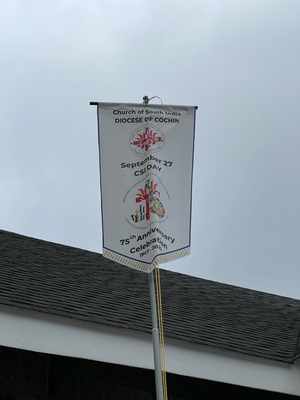 Church of South India
DIOCESE OF COCHIN
September 27
CSI DAY
75th Anniversary
Celebration